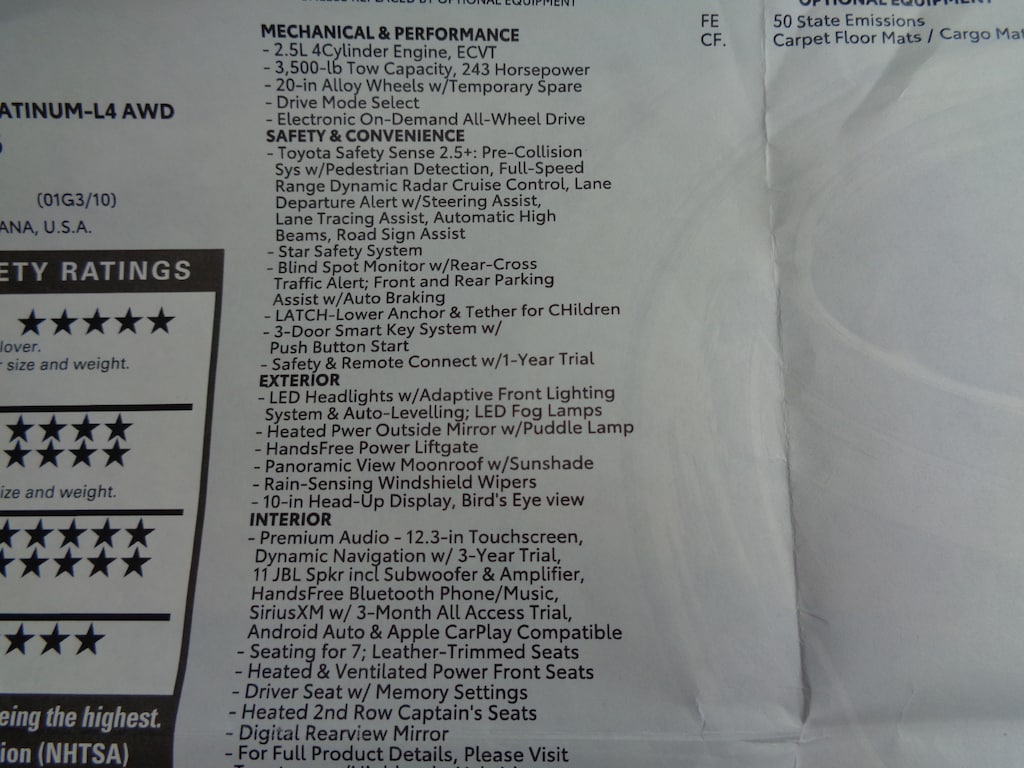 UNLESS REPLACED BY OPTIONAL EQUIPMENT
MECHANICAL & PERFORMANCE
- 2.5L 4Cylinder Engine, ECVT
- 3,500-lb Tow Capacity, 243 Horsepower
- 20-in Alloy Wheels w/Temporary Spare
- Drive Mode Select
- Electronic On-Demand All-Wheel Drive
SAFETY & CONVENIENCE
- Toyota Safety Sense 2.5+: Pre-Collision
Sys w/Pedestrian Detection, Full-Speed
Range Dynamic Radar Cruise Control, Lane
Departure Alert w/Steering Assist,
Lane Tracing Assist, Automatic High
Beams, Road Sign Assist
- Star Safety System
- Blind Spot Monitor w/Rear-Cross
Traffic Alert; Front and Rear Parking
Assist w/Auto Braking
- LATCH-Lower Anchor & Tether for CHildren
- 3-Door Smart Key System w/
Push Button Start
- Safety & Remote Connect w/1-Year Trial
EXTERIOR
- LED Headlights w/Adaptive Front Lighting
System & Auto-Levelling; LED Fog Lamps
- Heated Pwer Outside Mirror w/Puddle Lamp
- HandsFree Power Liftgate
- Panoramic View Moonroof w/Sunshade
- Rain-Sensing Windshield Wipers
- 10-in Head-Up Display, Bird's Eye view
INTERIOR
- Premium Audio - 12.3-in Touchscreen,
Dynamic Navigation w/ 3-Year Trial,
11 JBL Spkr incl Subwoofer & Amplifier,
HandsFree Bluetooth Phone/Music,
SiriusXM w/ 3-Month All Access Trial,
Android Auto & Apple CarPlay Compatible
- Seating for 7; Leather-Trimmed Seats
- Heated & Ventilated Power Front Seats
- Driver Seat w/ Memory Settings
- Heated 2nd Row Captain's Seats
- Digital Rearview Mirror
- For Full Product Details, Please Visit
OPTIONAL EQUIPMENT
FE 50 State Emissions
CF. Carpet Floor Mats / Cargo Mat
ATINUM-L4 AWD
(01G3/10)
ANA, U.S.A.
ETY RATINGS
★★★★★
lover.
size and weight.
★★★★
★★★★
ize and weight.
★★★★★
★★★★★
★★★
eing the highest.
ion (NHTSA)